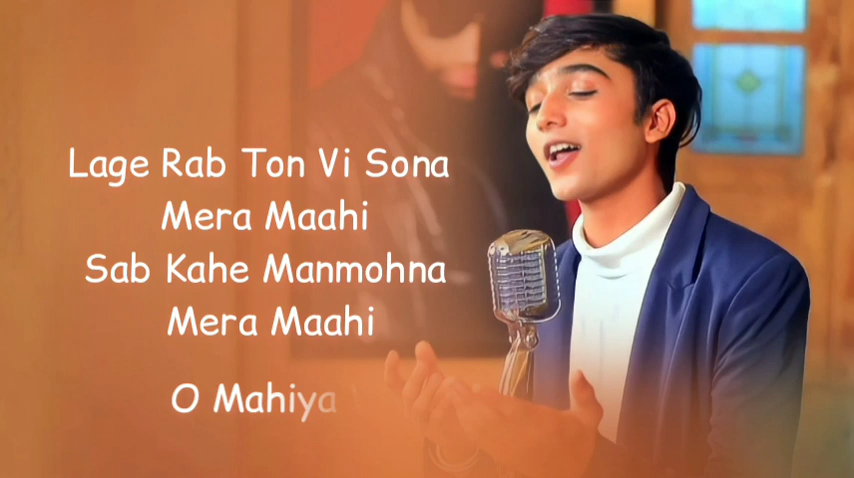 Lage Rab Ton Vi Sona
Mera Maahi
Sab Kahe Manmohna
Mera Maahi
O Mahiya